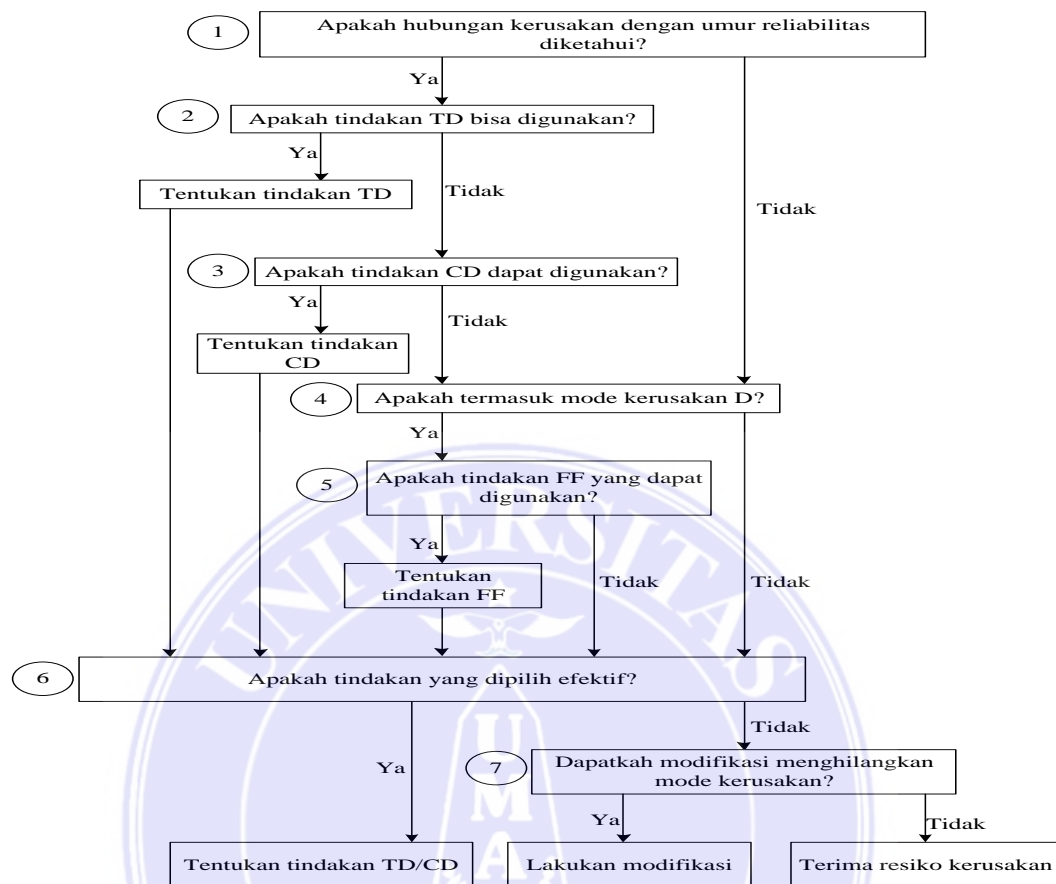 1
Apakah hubungan kerusakan dengan umur reliabilitas
diketahui?
Ya
2
Apakah tindakan TD bisa digunakan?
Ya
Tentukan tindakan TD
Tidak
Tidak
3
Apakah tindakan CD dapat digunakan?
Ya
Tidak
Tentukan tindakan
CD
4
Apakah termasuk mode kerusakan D?
Ya
5
Apakah tindakan FF yang dapat
digunakan?
Ya
Tentukan
tindakan FF
Tidak
Tidak
6
Apakah tindakan yang dipilih efektif?
Tidak
Ya
7
Dapatkah modifikasi menghilangkan
mode kerusakan?
Ya
Tidak
Tentukan tindakan TD/CD
Lakukan modifikasi
Terima resiko kerusakan
UNIVERSITAS
U
M
A